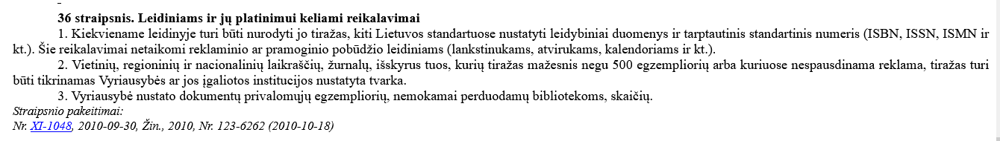 36 straipsnis. Leidiniams ir jų platinimui keliami reikalavimai
1. Kiekviename leidinyje turi būti nurodyti jo tiražas, kiti Lietuvos standartuose nustatyti leidybiniai duomenys ir tarptautinis standartinis numeris (ISBN, ISSN, ISMN ir
kt.). Šie reikalavimai netaikomi reklaminio ar pramoginio pobūdžio leidiniams (lankstinukams, atvirukams, kalendoriams ir kt.).
2. Vietinių, regioninių ir nacionalinių laikraščių, žurnalų, išskyrus tuos, kurių tiražas mažesnis negu 500 egzempliorių arba kuriuose nespausdinama reklama, tiražas turi
būti tikrinamas Vyriausybės ar jos įgaliotos institucijos nustatyta tvarka.
3. Vyriausybė nustato dokumentų privalomųjų egzempliorių, nemokamai perduodamų bibliotekoms, skaičių.
Straipsnio pakeitimai:
Nr. XI-1048, 2010-09-30, Žin., 2010, Nr. 123-6262 (2010-10-18)